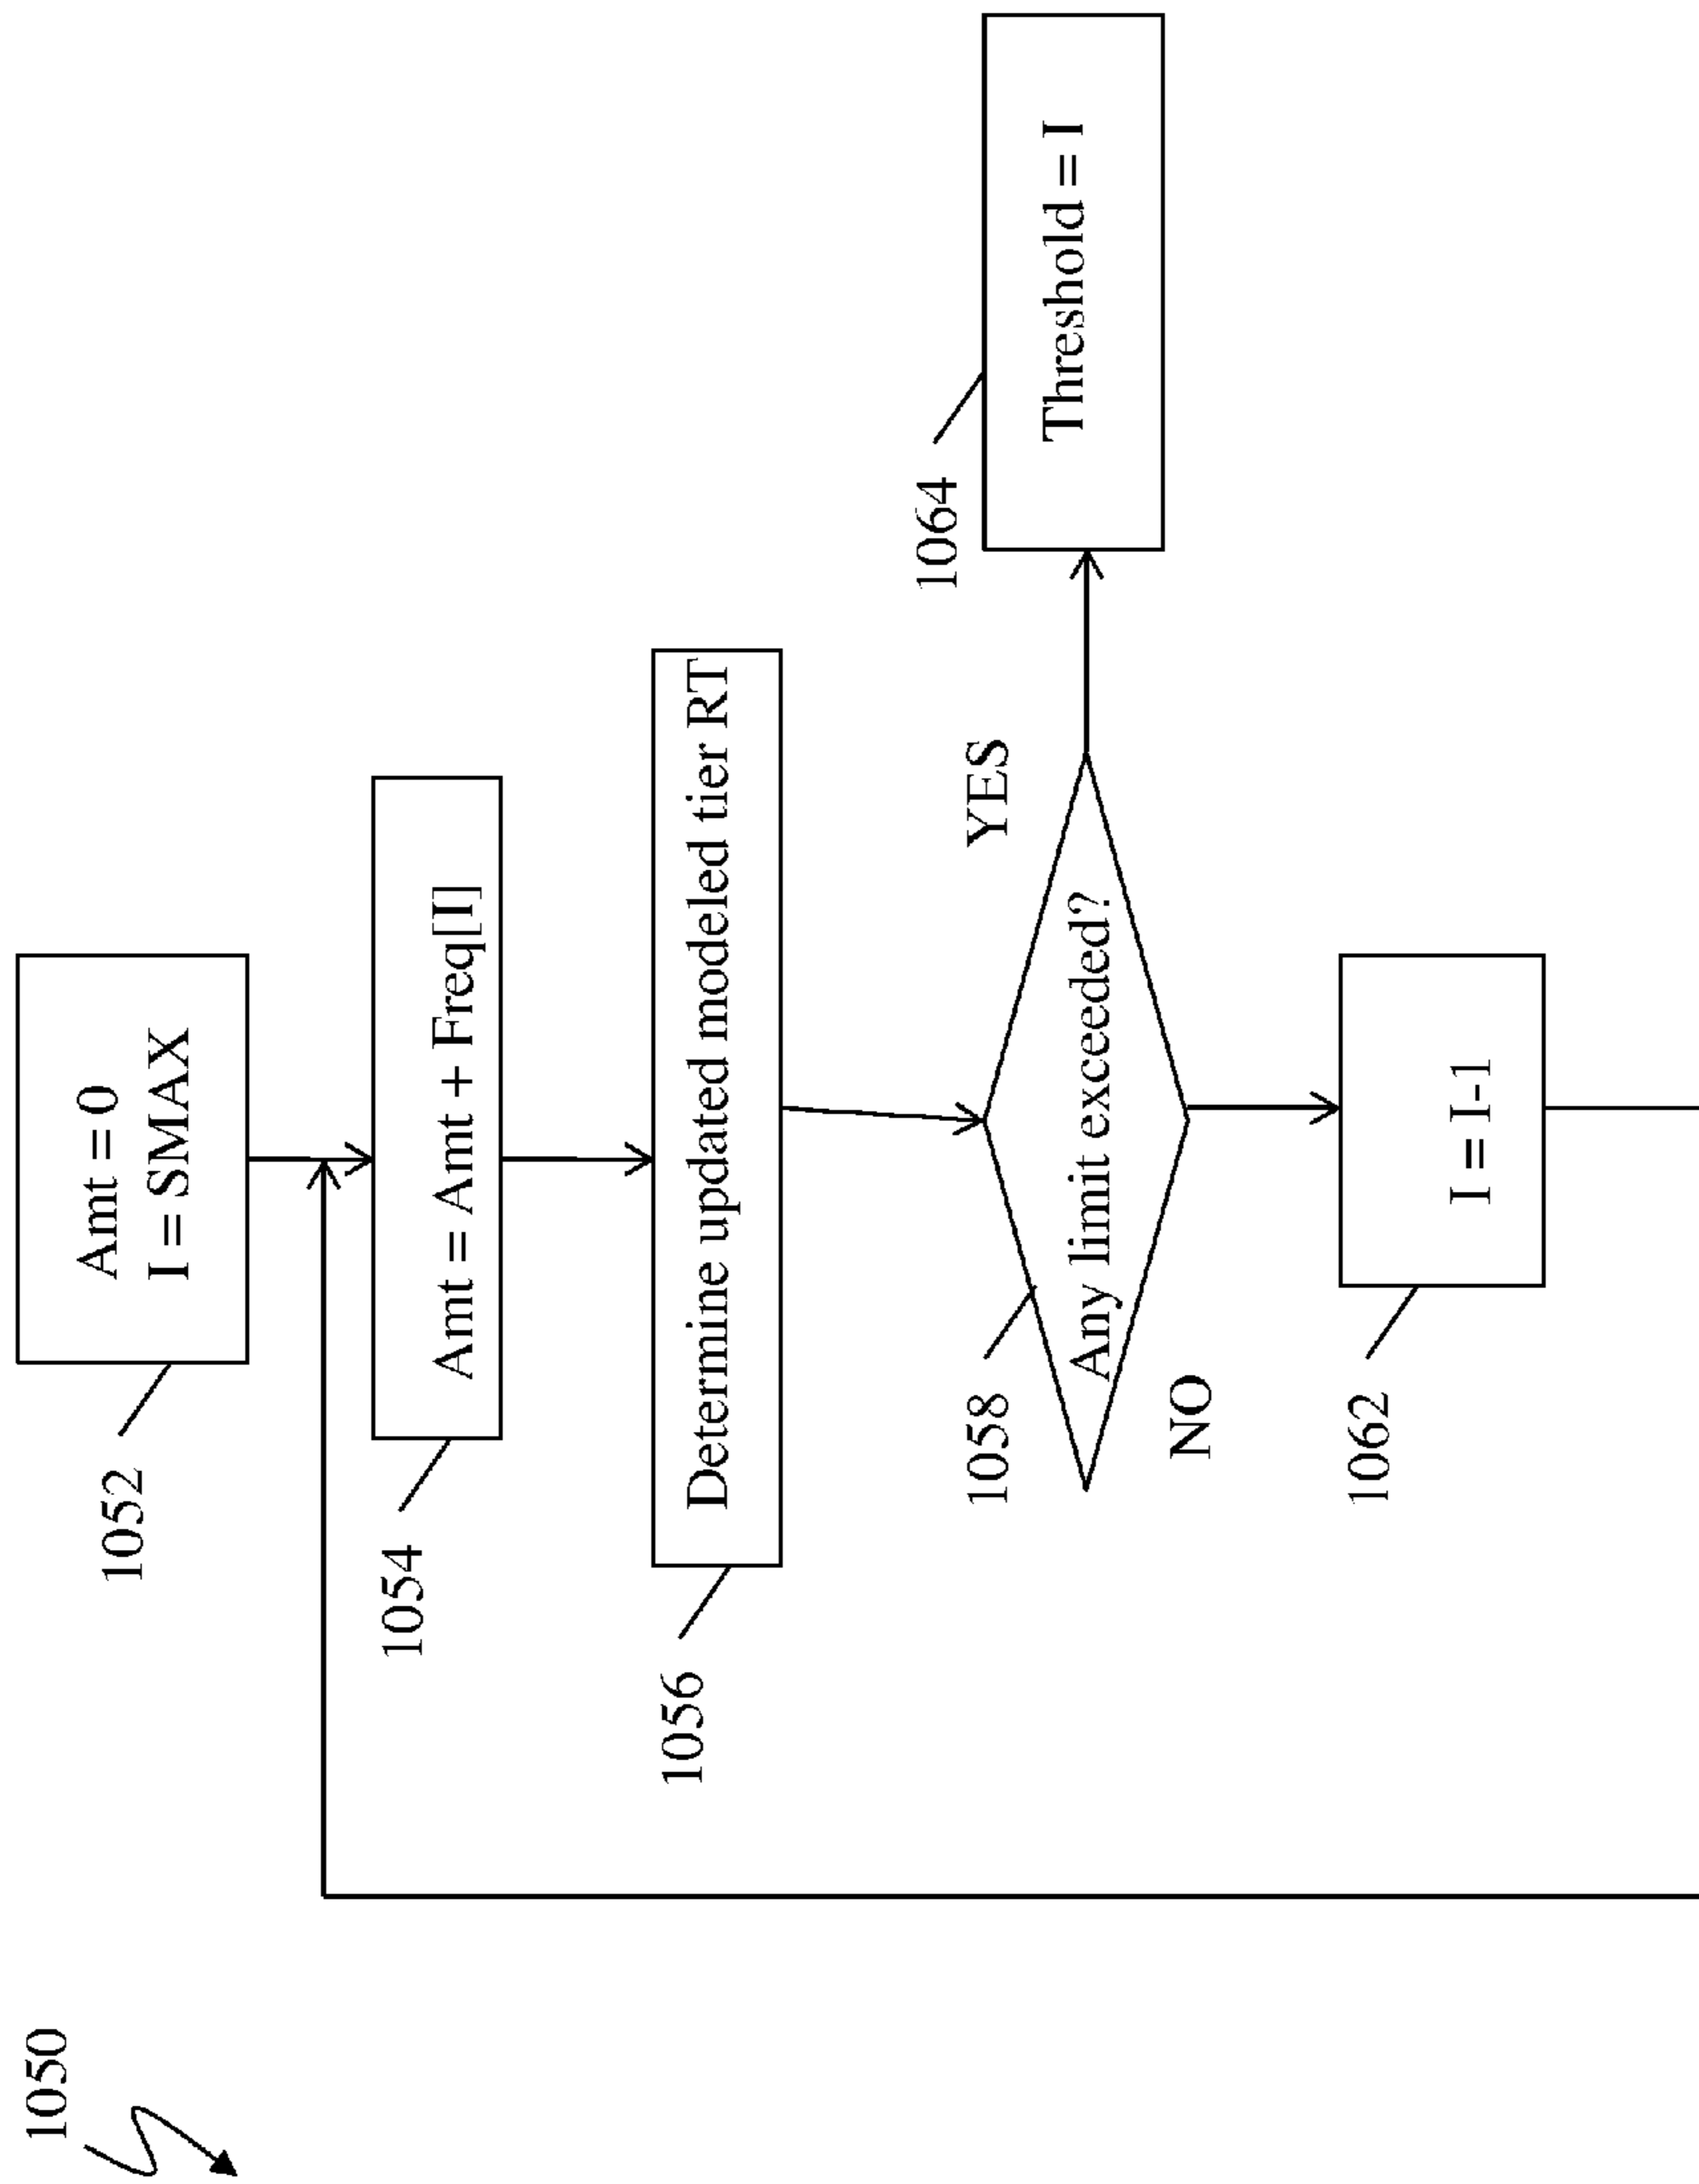 1050
1052
Amt = 0
I = SMAX
1054
Amt = Amt + Freq[I]
1056
Determine updated modeled tier RT
1058
Any limit exceeded?
YES
1064
Threshold = I
NO
1062
I = I-1